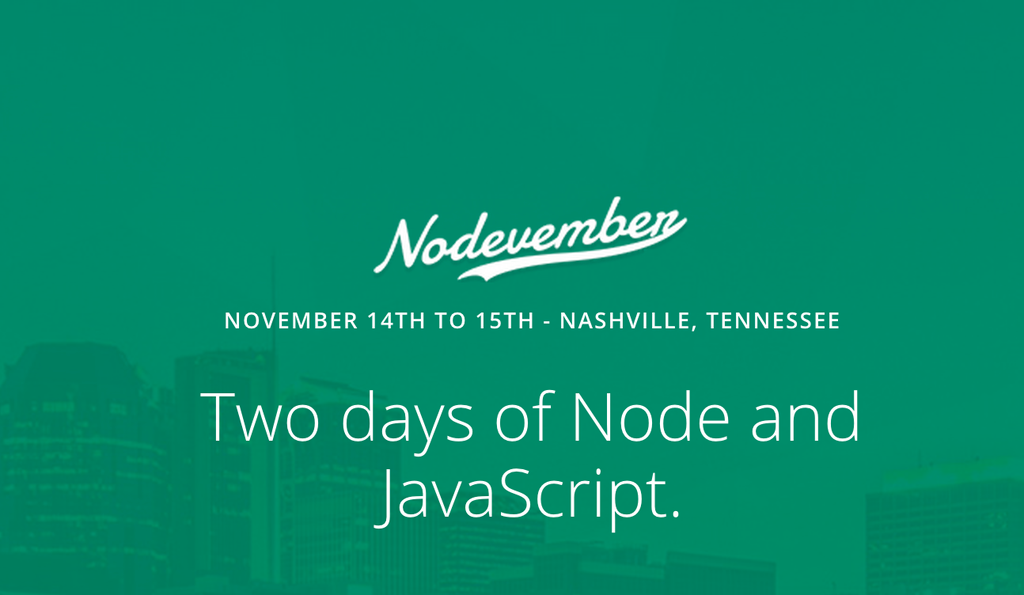 Nodevember
NOVEMBER 14TH TO 15TH - NASHVILLE, TENNESSEE
Two days of Node and
JavaScript.